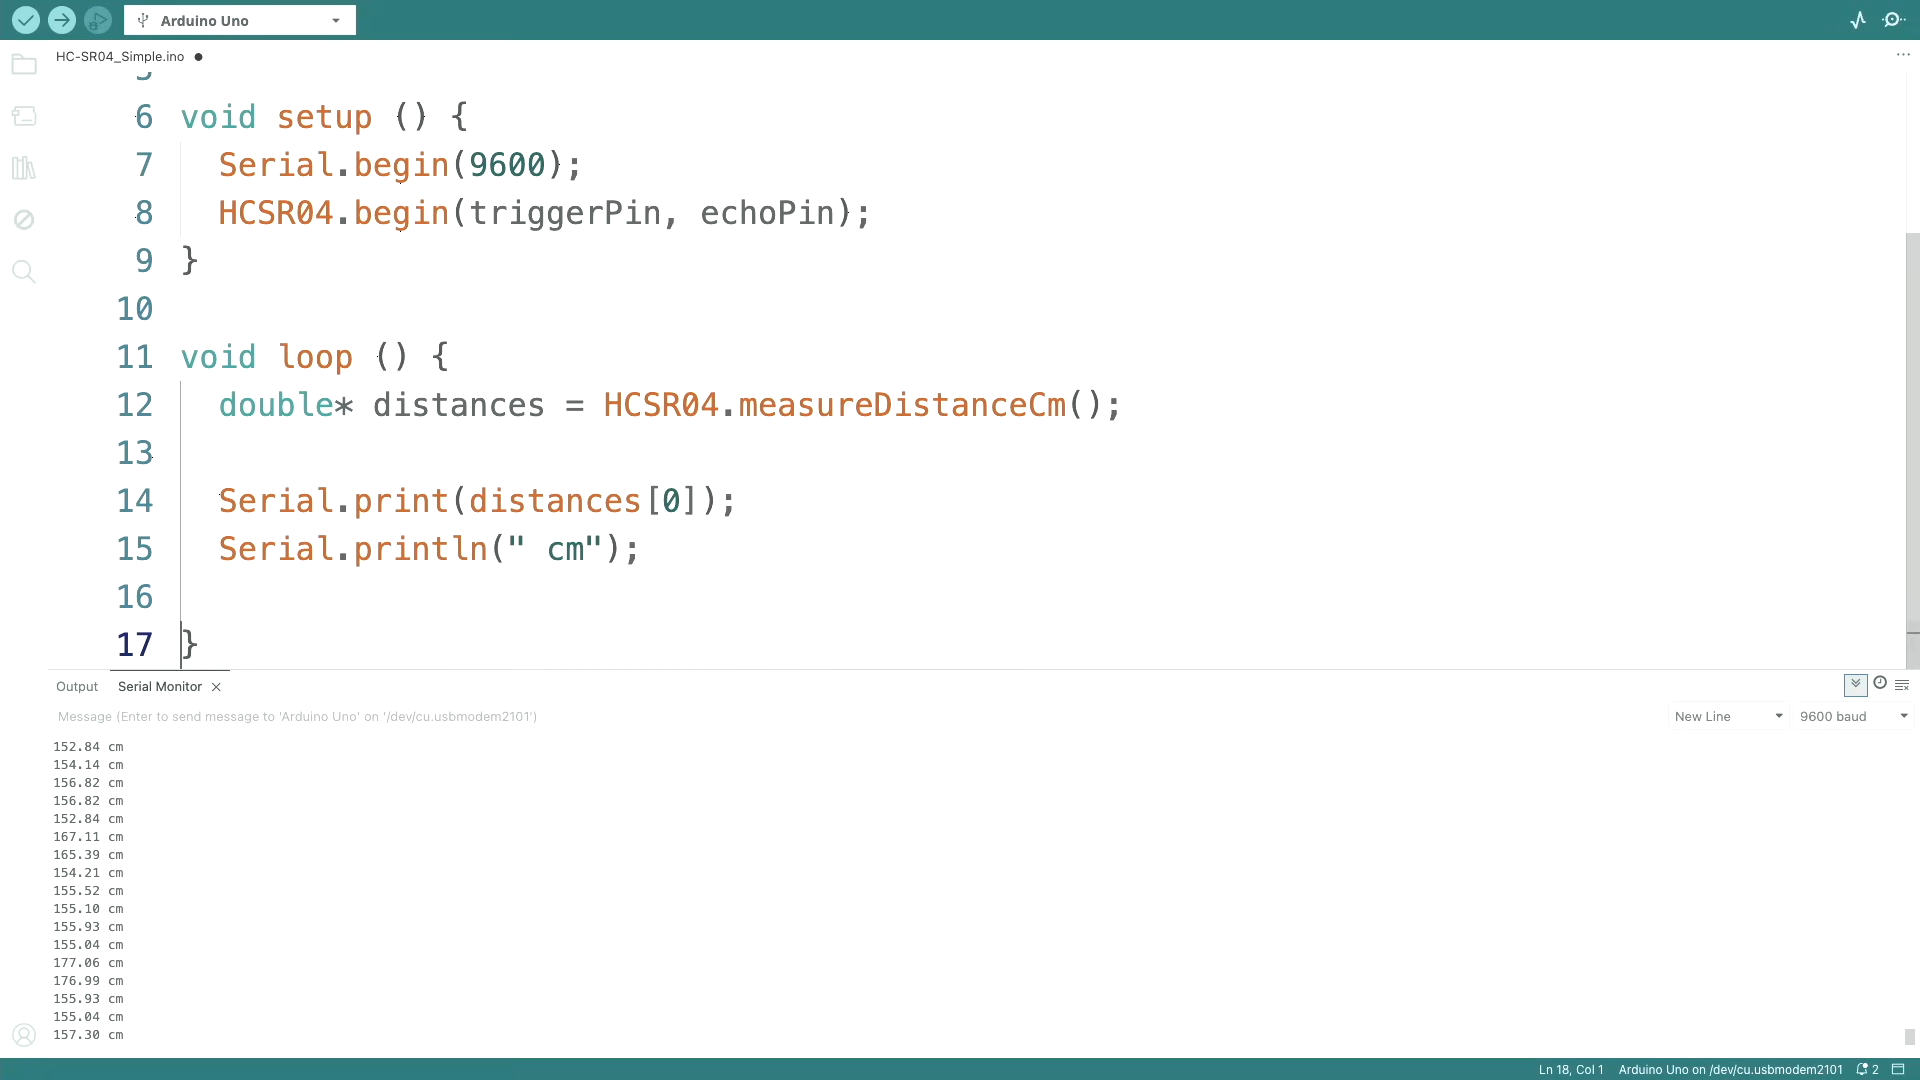 Arduino Uno
HC-SR04_Simple.ino
6 void setup () {
7 Serial.begin(9600);
8 HCSR04.begin(triggerPin, echoPin);
9 }
10
11 void loop () {
12 double* distances = HCSR04.measureDistanceCm();
13
14 Serial.print(distances[0]);
15 Serial.println(" cm");
16
17 }
Output Serial Monitor
Message (Enter to send message to 'Arduino Uno' on '/dev/cu.usbmodem2101')
New Line 9600 baud
152.84 cm
154.14 cm
156.82 cm
156.82 cm
152.84 cm
167.11 cm
165.39 cm
154.21 cm
155.52 cm
155.10 cm
155.93 cm
155.04 cm
177.06 cm
176.99 cm
155.93 cm
155.04 cm
157.30 cm
Ln 18, Col 1 Arduino Uno on /dev/cu.usbmodem2101 2